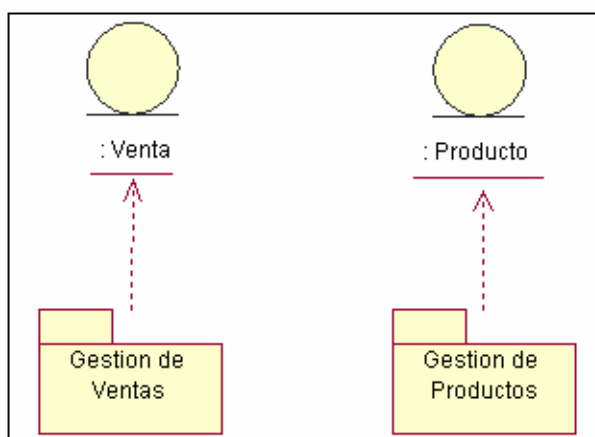 : Venta
: Producto
Gestion de
Ventas
Gestion de
Productos